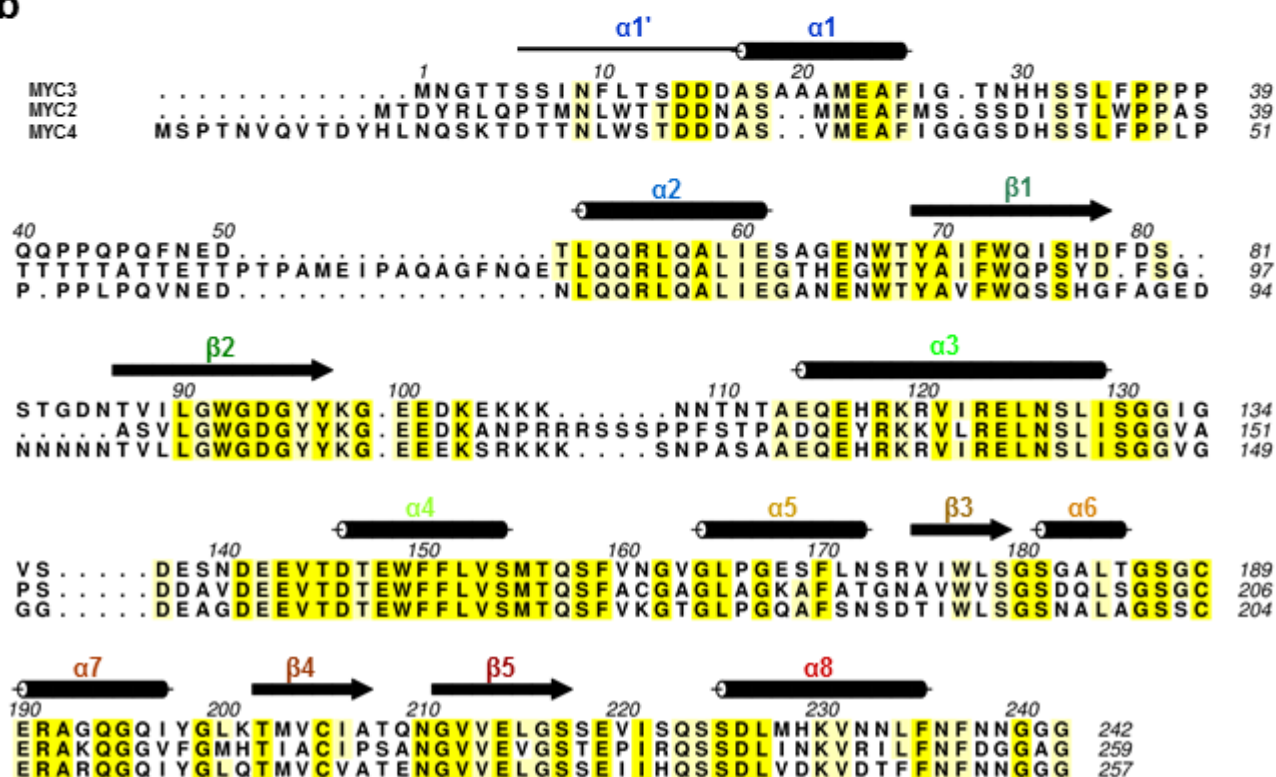 b
α1' α1
1 10 20 30
MYC3 . . . . . . . . . . . . . MNGTTSSINFLTSDDDASAAAMEAFIG.TNHHSSLFPPPP 39
MYC2 . . . . . . . . . . . MTDYRLQPTMNLWTTDDNAS..MMEAFMS.SSDISTLWPPAS 39
MYC4 MSPTNVQVTDYHLNQSKTDTTNLWSTDDDAS..VMEAFIGGGSDHSSLFPPLP 51
α2 β1
40 50 60 70 80
QQPPQPQFNED................TLQQRLQALIESAGENWTYAIFWQISHDFDS.. 81
TTTTTATTETTPTPAMEIPAQAGFNQETLQQRLQALIEGTHEGWTYAIFWQPSYD.FSG. 97
P.PPLPQVNED................NLQQRLQALIEGANENWTYAVFWQSSHGFAGED 94
β2 α3
90 100 110 120 130
STGDNTVILGWGDGYYKG.EEDKEKKK......NNTNTAEQEHRKRVIRELNSLISGGIG 134
.....ASVLGWGDGYYKG.EEDKANPRRRSSSPPFSTPADQEYRKKVLRELNSLISGGVA 151
NNNNNTVLLGWGDGYYKG.EEEKSRKKK....SNPASAAEQEHRKRVIRELNSLISGGVG 149
α4 α5 β3 α6
140 150 160 170 180
VS.....DESNDEEVTDTEWFFLVSMTQSFVNGVGLPGESFLNSRVIWLSGSGALTGSGC 189
PS.....DDAVDEEVTDTEWFFLVSMTQSFACGAGLAGKAFATGNAVWVSGSDQLSGSGC 206
GG.....DEAGDEEVTDTEWFFLVSMTQSFVKGTGLPGQAFSNSDTIWLSGSNALAGSSC 204
α7 β4 β5 α8
190 200 210 220 230 240
ERAGQGQIYGLKTMVCIATQNGVVELGSSEVISQSSDLMHKVNNLFNFNNGGG 242
ERAKQGGVFGMHTIACIPSANGVVEVGSTEPIRQSSDLINKVRILFNFDGGAG 259
ERARQGQIYGLQTMVCVATENGVVELGSSEIIHQSSDLVDKVDTFFNFNNGGG 257